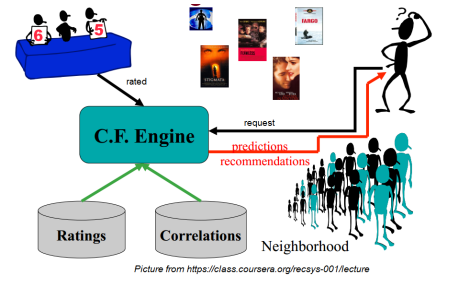 6
5
?
FARGO
STIGMATA
rated
request
C.F. Engine
predictions
recommendations
Ratings
Correlations
Neighborhood
Picture from https://class.coursera.org/recsys-001/lecture